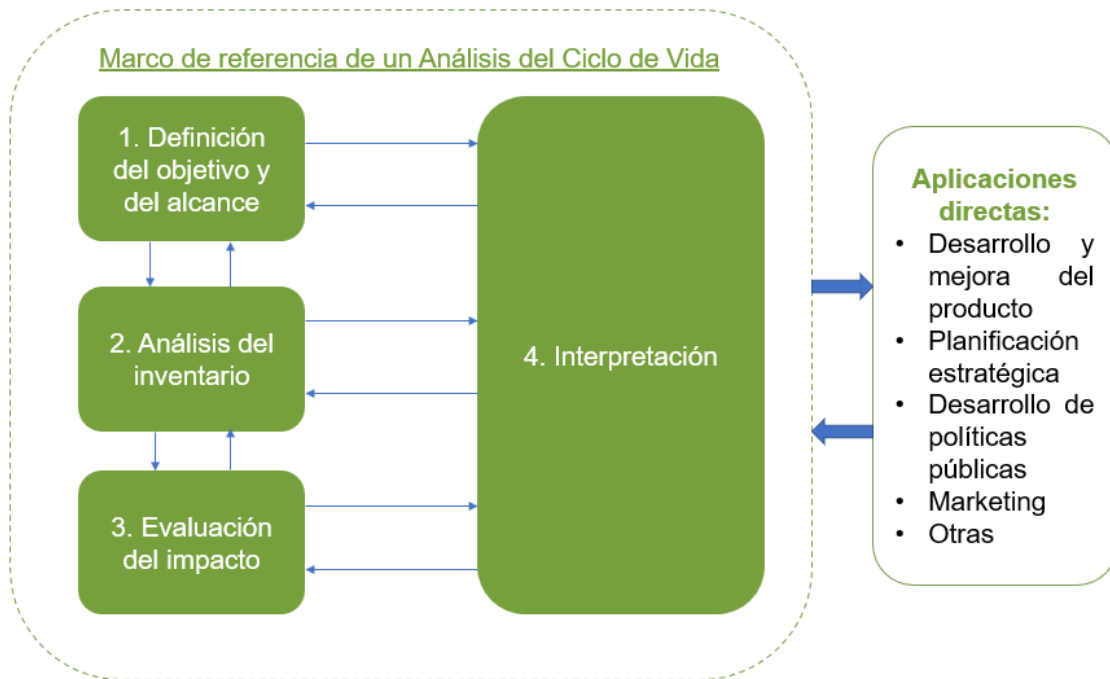 Marco de referencia de un Análisis del Ciclo de Vida
1. Definición
del objetivo y
del alcance
2. Análisis del
inventario
3. Evaluación
del impacto
4. Interpretación
Aplicaciones
directas:
• Desarrollo y
mejora del
producto
• Planificación
estratégica
• Desarrollo de
políticas
públicas
• Marketing
• Otras